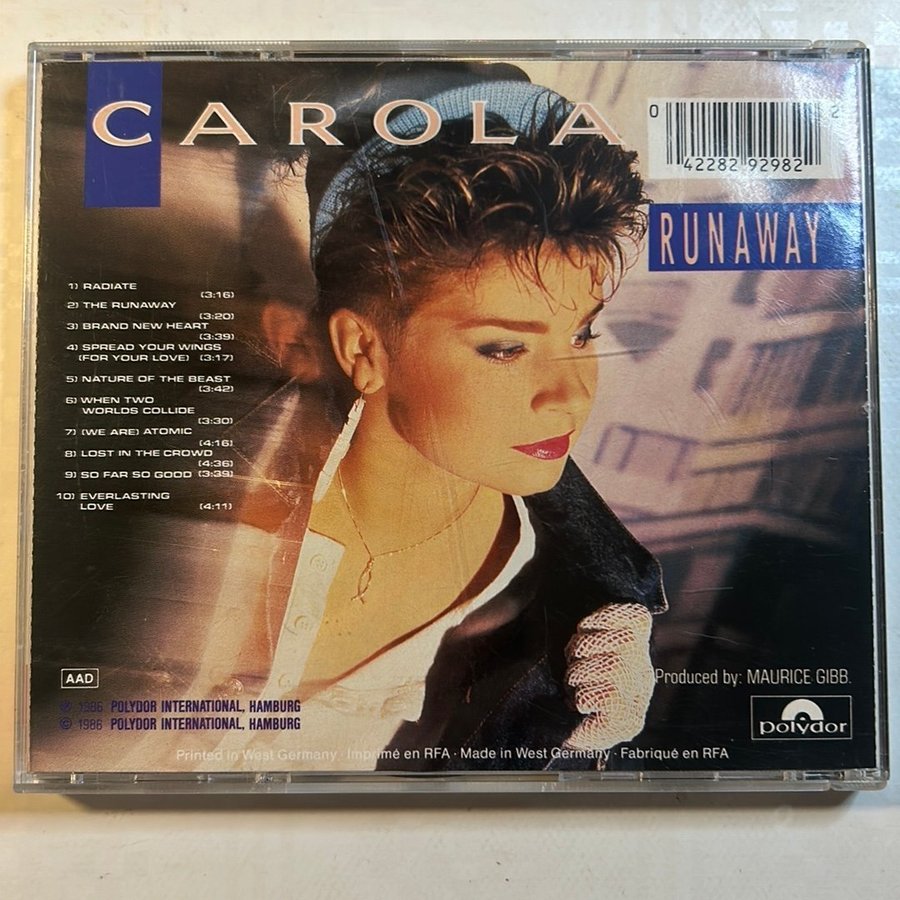 CAROLA
0 42282 92982 2
RUNAWAY
1) RADIATE (3:16)
2) THE RUNAWAY (3:20)
3) BRAND NEW HEART (3:39)
4) SPREAD YOUR WINGS
(FOR YOUR LOVE) (3:17)
5) NATURE OF THE BEAST (3:42)
6) WHEN TWO
WORLDS COLLIDE (3:30)
7) (WE ARE) ATOMIC (4:16)
8) LOST IN THE CROWD (4:36)
9) SO FAR SO GOOD (3:39)
10) EVERLASTING
LOVE (4:11)
AAD
Produced by: MAURICE GIBB.
℗ 1986 POLYDOR INTERNATIONAL, HAMBURG
© 1986 POLYDOR INTERNATIONAL, HAMBURG
polydor
Printed in West Germany · Imprimé en RFA · Made in West Germany · Fabriqué en RFA